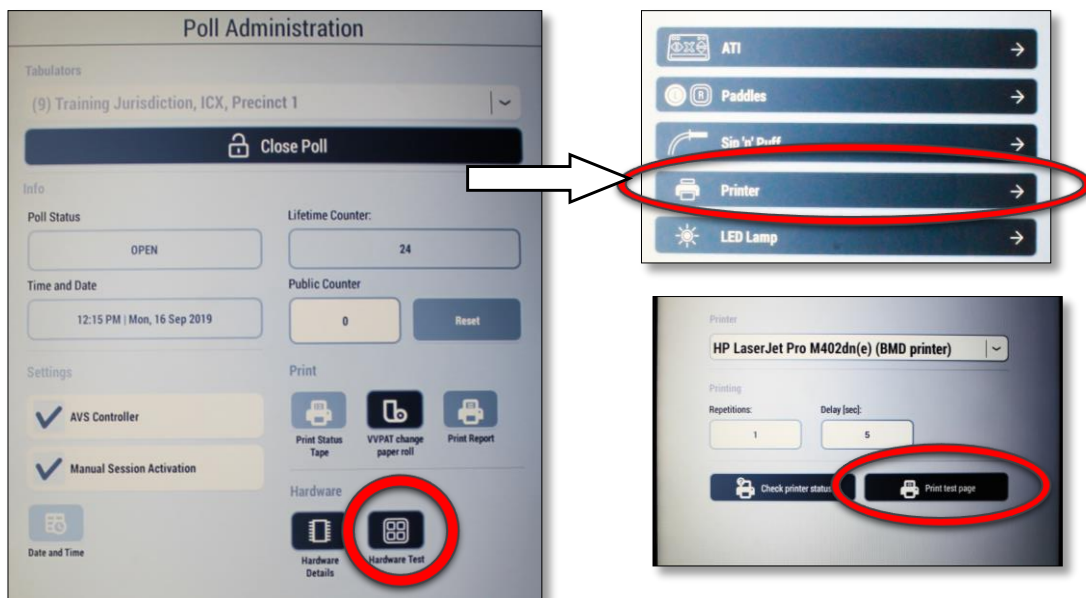 Poll Administration
Tabulators
(9) Training Jurisdiction, ICX, Precinct 1
Close Poll
Info
Poll Status
Lifetime Counter:
OPEN
24
Time and Date
Public Counter
12:15 PM | Mon, 16 Sep 2019
0
Reset
Settings
Print
AVS Controller
Print Status
Tape
VVPAT change
paper roll
Print Report
Manual Session Activation
Hardware
Date and Time
Hardware
Details
Hardware Test
ATI
L
R
Paddles
Sip 'n' Puff
Printer
LED Lamp
Printer
HP LaserJet Pro M402dn(e) (BMD printer)
Printing
Repetitions:
Delay [sec]:
1
5
Check printer status
Print test page